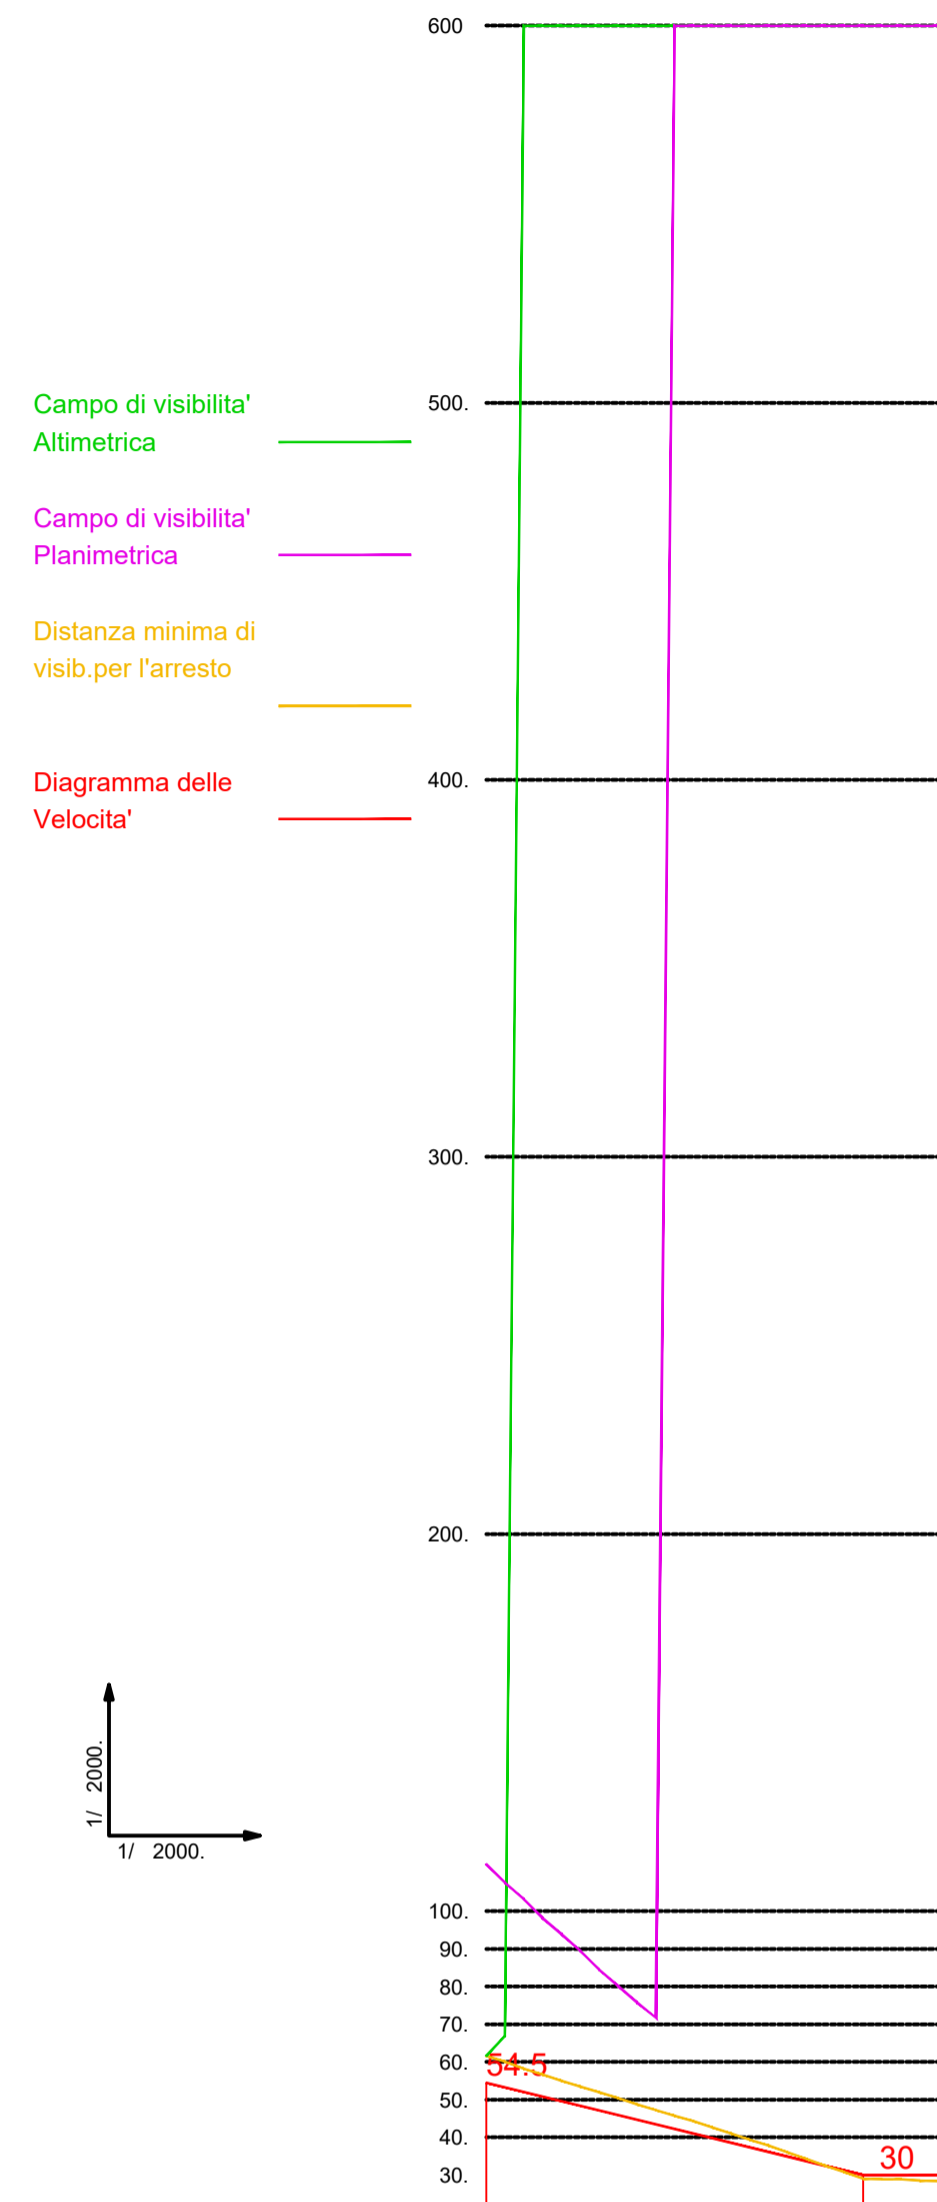 600
500.
Campo di visibilita'
Altimetrica
Campo di visibilita'
Planimetrica
Distanza minima di
visib.per l'arresto
400.
Diagramma delle
Velocita'
300.
200.
1/ 2000.
1/ 2000.
100.
90.
80.
70.
60.
54.5
50.
40.
30
30.